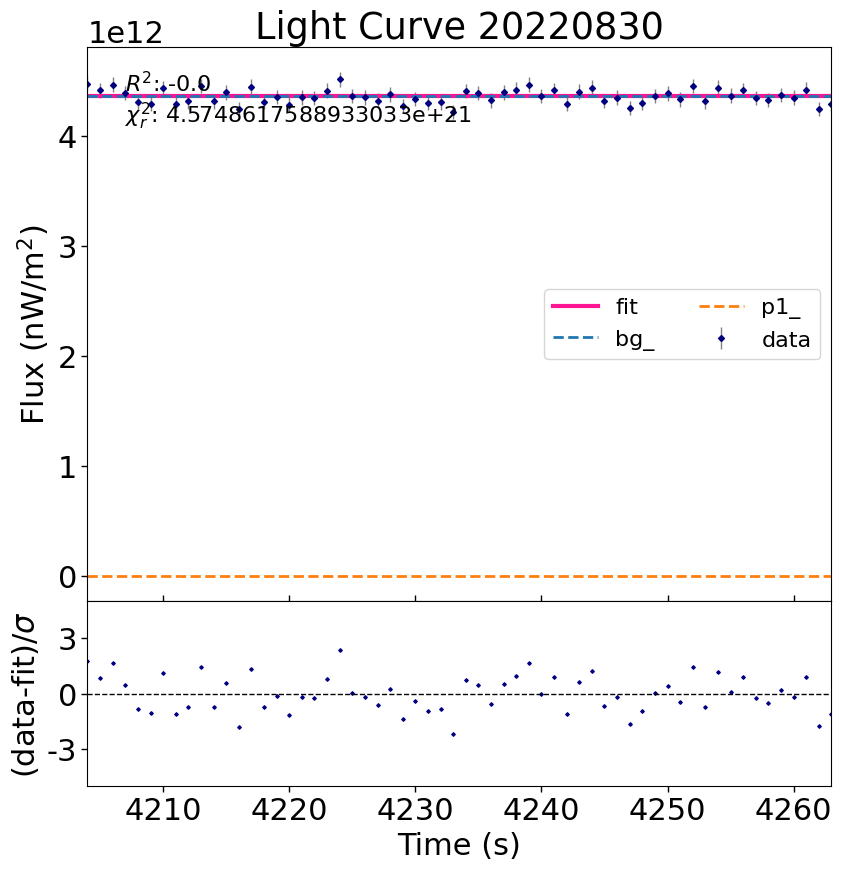 Light Curve 20220830
1e12
R²: -0.0
χ²ᵣ: 4.5748617588933033e+21
Flux (nW/m²)
4
3
2
1
0
fit
bg_
p1_
data
(data-fit)/σ
3
0
-3
4210 4220 4230 4240 4250 4260
Time (s)